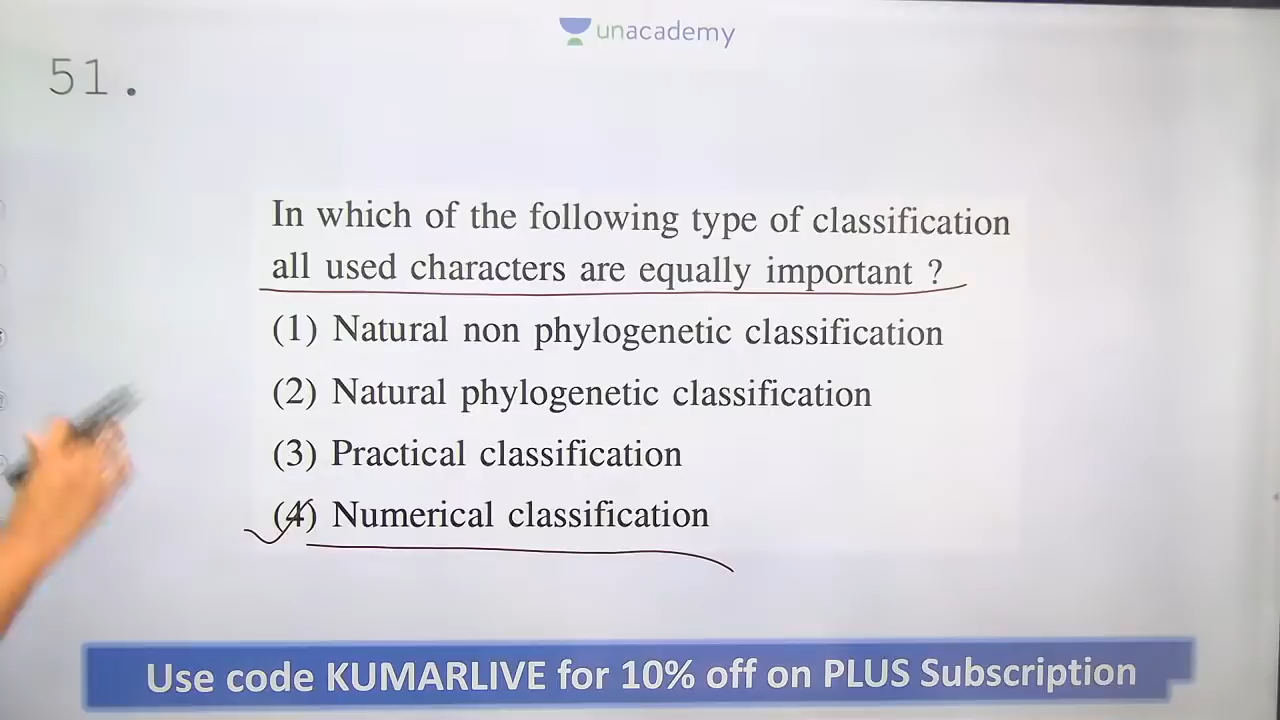 unacademy
51.
In which of the following type of classification
all used characters are equally important ?
(1) Natural non phylogenetic classification
(2) Natural phylogenetic classification
(3) Practical classification
(4) Numerical classification
Use code KUMARLIVE for 10% off on PLUS Subscription